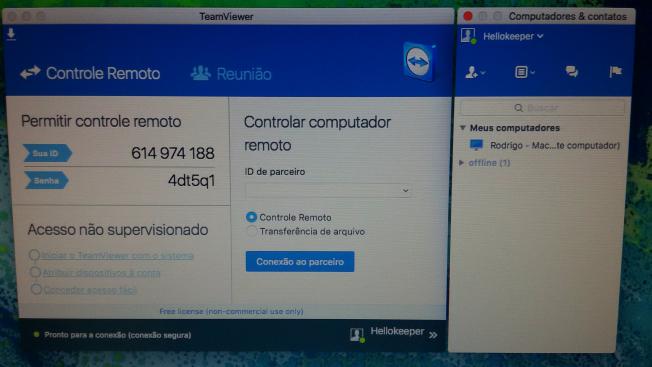 TeamViewer
Controle Remoto
Reunião
Permitir controle remoto
Sua ID
614 974 188
Senha
4dt5q1
Acesso não supervisionado
Iniciar o TeamViewer com o sistema
Atribuir dispositivos à conta
Conceder acesso fácil
Controlar computador
remoto
ID de parceiro
Controle Remoto
Transferência de arquivo
Conexão ao parceiro
Free license (non-commercial use only)
Pronto para a conexão (conexão segura)
Hellokeeper
Computadores & contatos
Hellokeeper
Buscar
Meus computadores
Rodrigo - Mac...te computador)
offline (1)